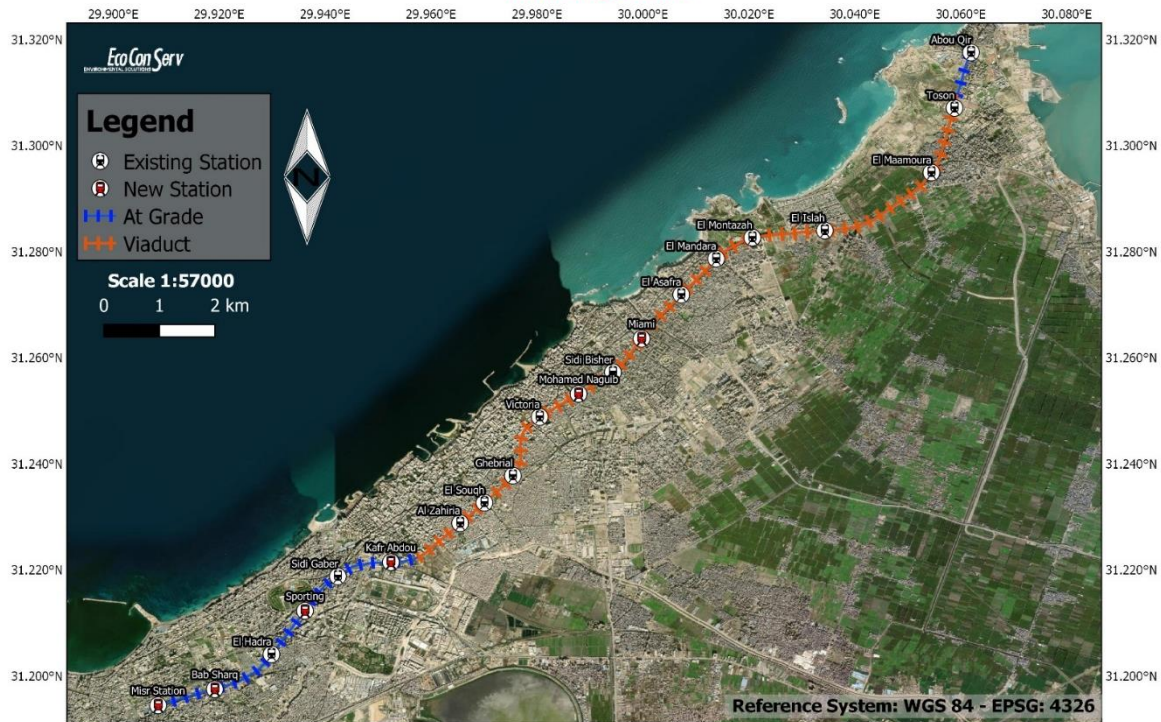 29.900°E 29.920°E 29.940°E 29.960°E 29.980°E 30.000°E 30.020°E 30.040°E 30.060°E 30.080°E
31.320°N
31.320°N
EcoConServ
ENVIRONMENTAL SOLUTIONS
Legend
Existing Station
New Station
At Grade
Viaduct
Scale 1:57000
0 1 2 km
N
Abou Qir
Toson
31.300°N
31.300°N
El Maamoura
El Islah
El Montazah
31.280°N
31.280°N
El Mandara
El Asafra
Miami
31.260°N
31.260°N
Sidi Bisher
Mohamed Naguib
Victoria
31.240°N
31.240°N
Ghebrial
El Souqh
Al Zahiria
Kafr Abdou
31.220°N
31.220°N
Sidi Gaber
Sporting
El Hadra
31.200°N
31.200°N
Bab Sharq
Misr Station
Reference System: WGS 84 - EPSG: 4326